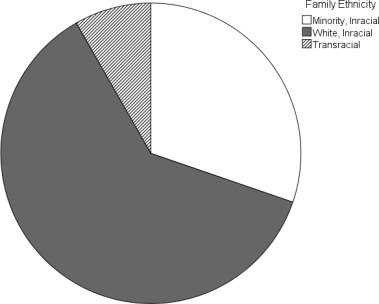 Family Ethnicity
Minority, Inracial
White, Inracial
Transracial